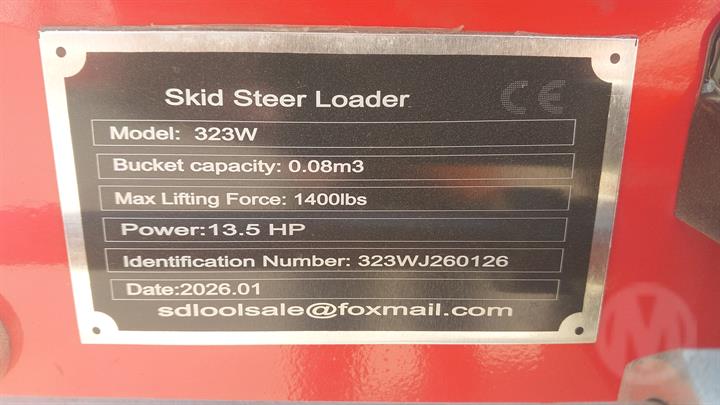 Skid Steer Loader CE
Model: 323W
Bucket capacity: 0.08m3
Max Lifting Force: 1400lbs
Power:13.5 HP
Identification Number: 323WJ260126
Date:2026.01
sdloolsale@foxmail.com
M